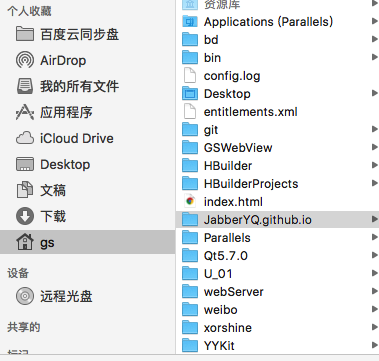 个人收藏
百度云同步盘
AirDrop
我的所有文件
应用程序
iCloud Drive
Desktop
文稿
下载
gs
设备
远程光盘
共享的
标记
资源库
Applications (Parallels)
bd
bin
config.log
Desktop
entitlements.xml
git
GSWebView
HBuilder
HBuilderProjects
index.html
JabberYQ.github.io
Parallels
Qt5.7.0
U_01
webServer
weibo
xorshine
YYKit